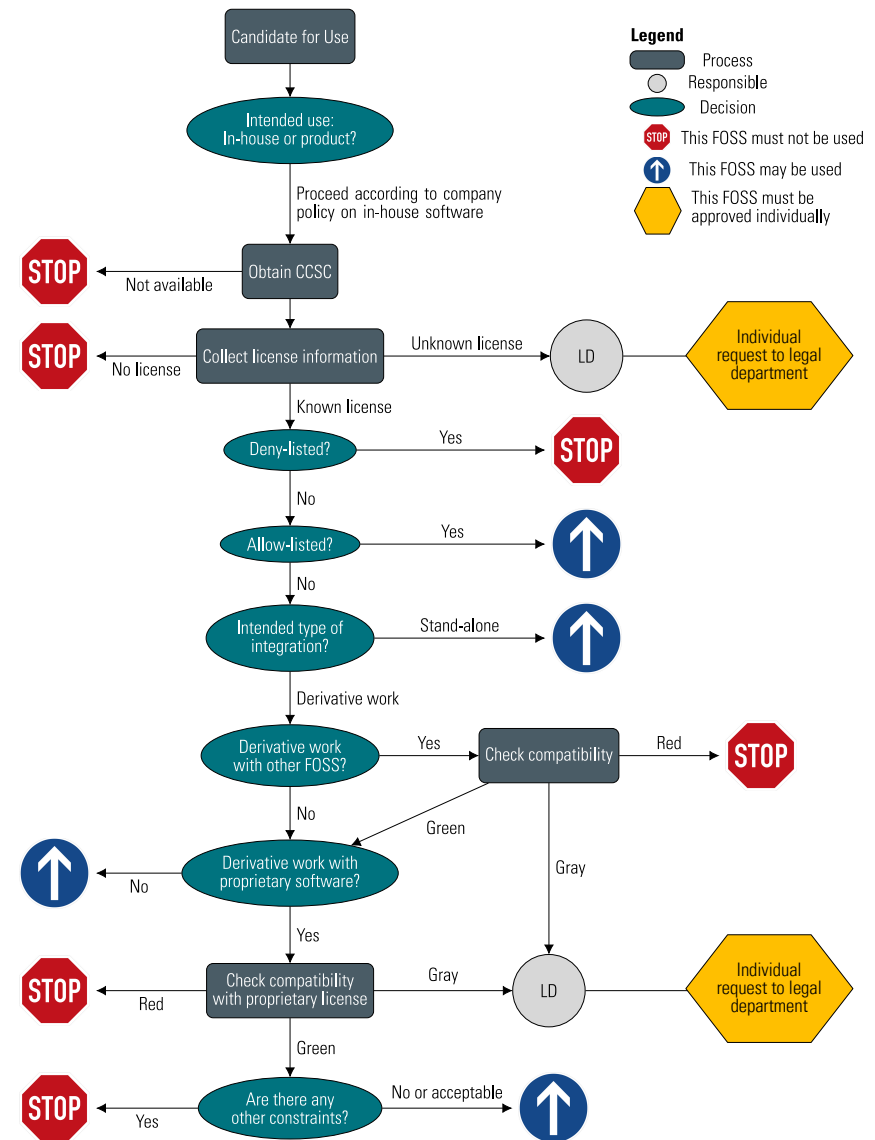 Candidate for Use
Legend
Process
Responsible
Decision
STOP
This FOSS must not be used
This FOSS may be used
This FOSS must be
approved individually
Intended use:
In-house or product?
Proceed according to company
policy on in-house software
STOP
Not available
Obtain CCSC
STOP
No license
Collect license information
Unknown license
LD
Individual
request to legal
department
Known license
Deny-listed?
Yes
STOP
No
Allow-listed?
Yes
No
Intended type of
integration?
Stand-alone
Derivative work
Derivative work
with other FOSS?
Yes
Check compatibility
Red
STOP
No
Green
Gray
Derivative work with
proprietary software?
No
Yes
STOP
Red
Check compatibility
with proprietary license
Gray
LD
Individual
request to legal
department
Green
STOP
Yes
Are there any
other constraints?
No or acceptable